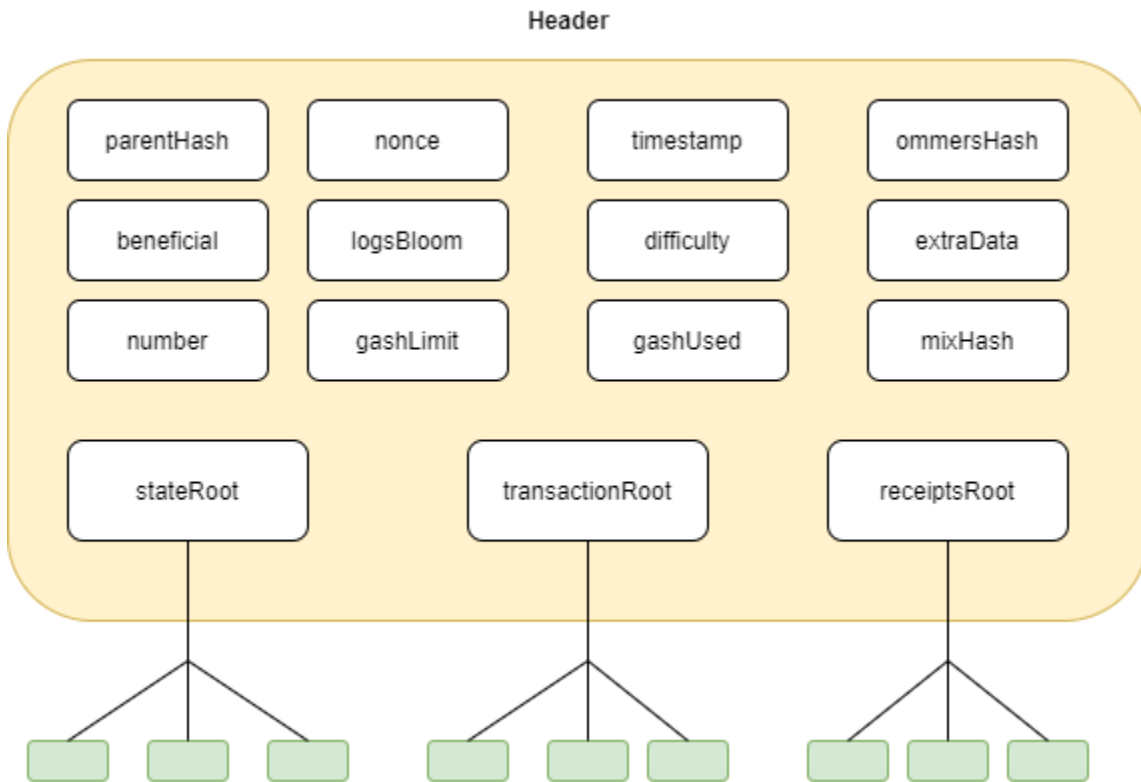 Header
parentHash
nonce
timestamp
ommersHash
beneficial
logsBloom
difficulty
extraData
number
gashLimit
gashUsed
mixHash
stateRoot
transactionRoot
receiptsRoot